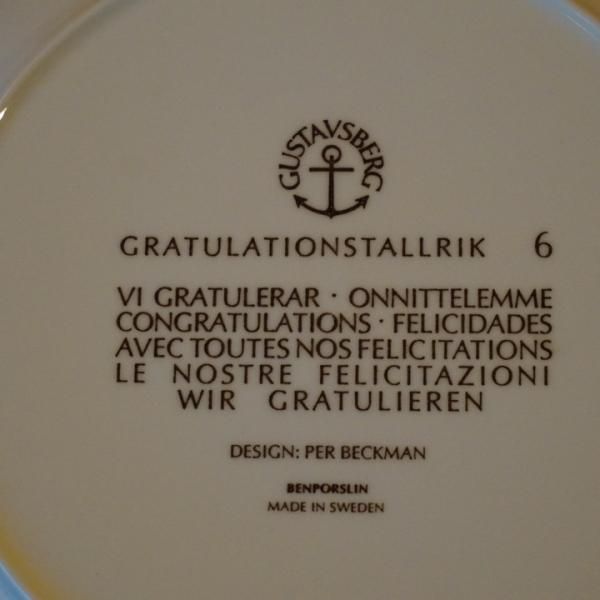 GUSTAVSBERG
GRATULATIONSTALLRIK 6
VI GRATULERAR · ONNITTELEMME
CONGRATULATIONS · FELICIDADES
AVEC TOUTES NOS FELICITATIONS
LE NOSTRE FELICITAZIONI
WIR GRATULIEREN
DESIGN: PER BECKMAN
BENPORSLIN
MADE IN SWEDEN